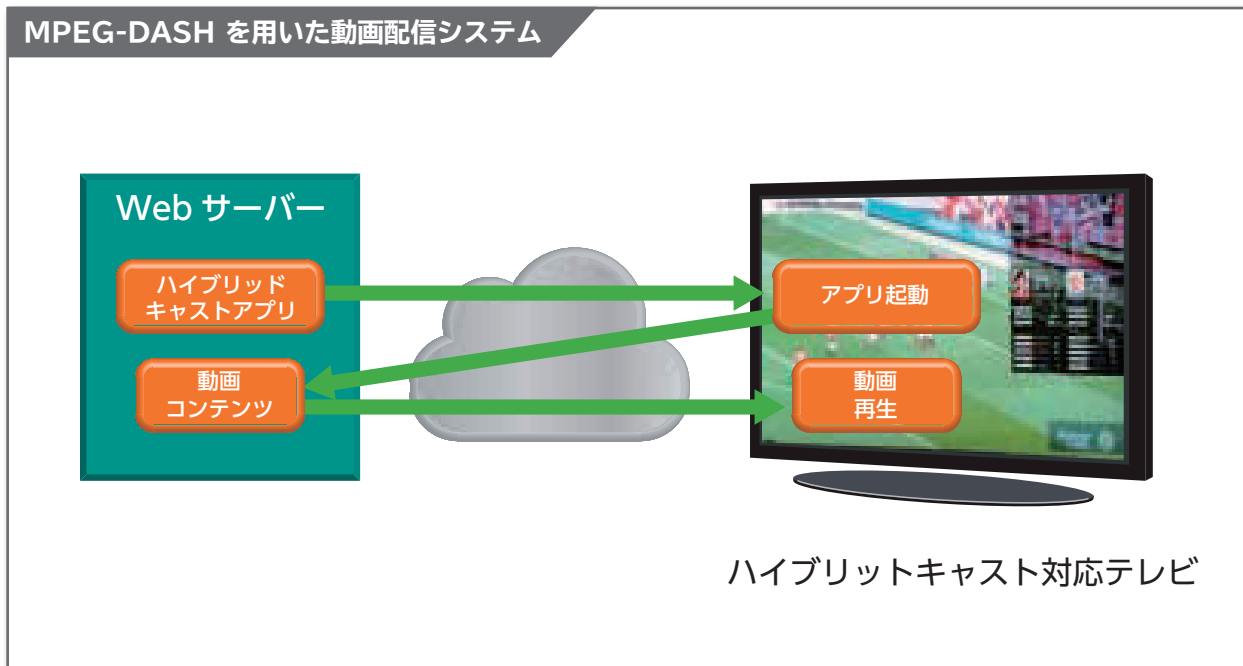 MPEG-DASH を用いた動画配信システム
Web サーバー
ハイブリッド
キャストアプリ
アプリ起動
動画
コンテンツ
動画
再生
ハイブリットキャスト対応テレビ